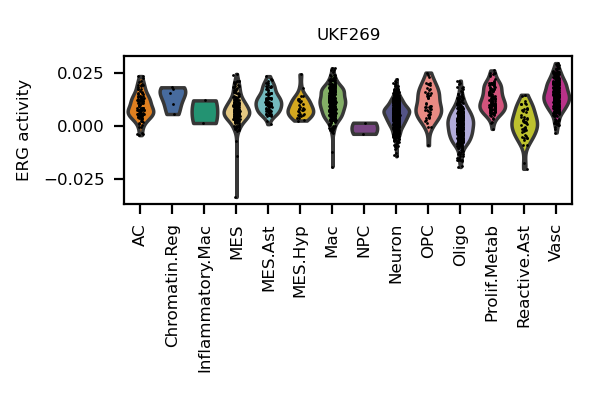 UKF269
ERG activity
0.025
0.000
−0.025
AC
Chromatin.Reg
Inflammatory.Mac
MES
MES.Ast
MES.Hyp
Mac
NPC
Neuron
OPC
Oligo
Prolif.Metab
Reactive.Ast
Vasc